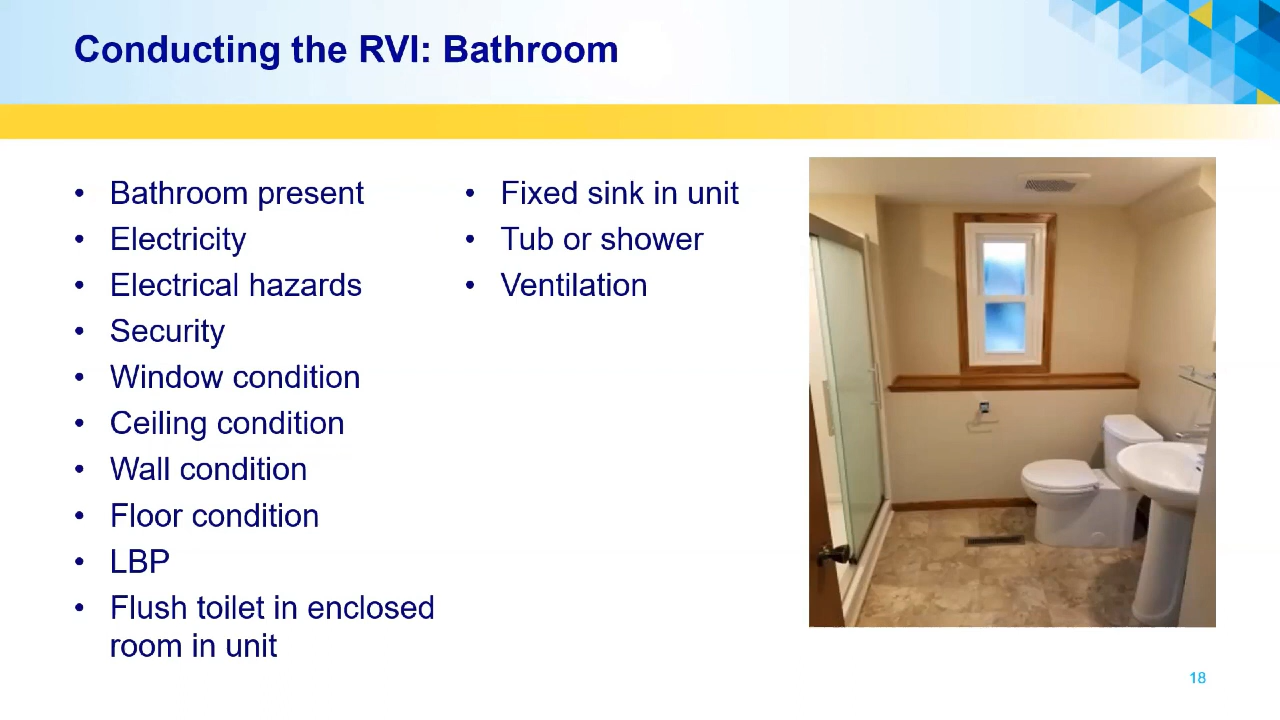 Conducting the RVI: Bathroom
• Bathroom present
• Electricity
• Electrical hazards
• Security
• Window condition
• Ceiling condition
• Wall condition
• Floor condition
• LBP
• Flush toilet in enclosed
room in unit
• Fixed sink in unit
• Tub or shower
• Ventilation
18